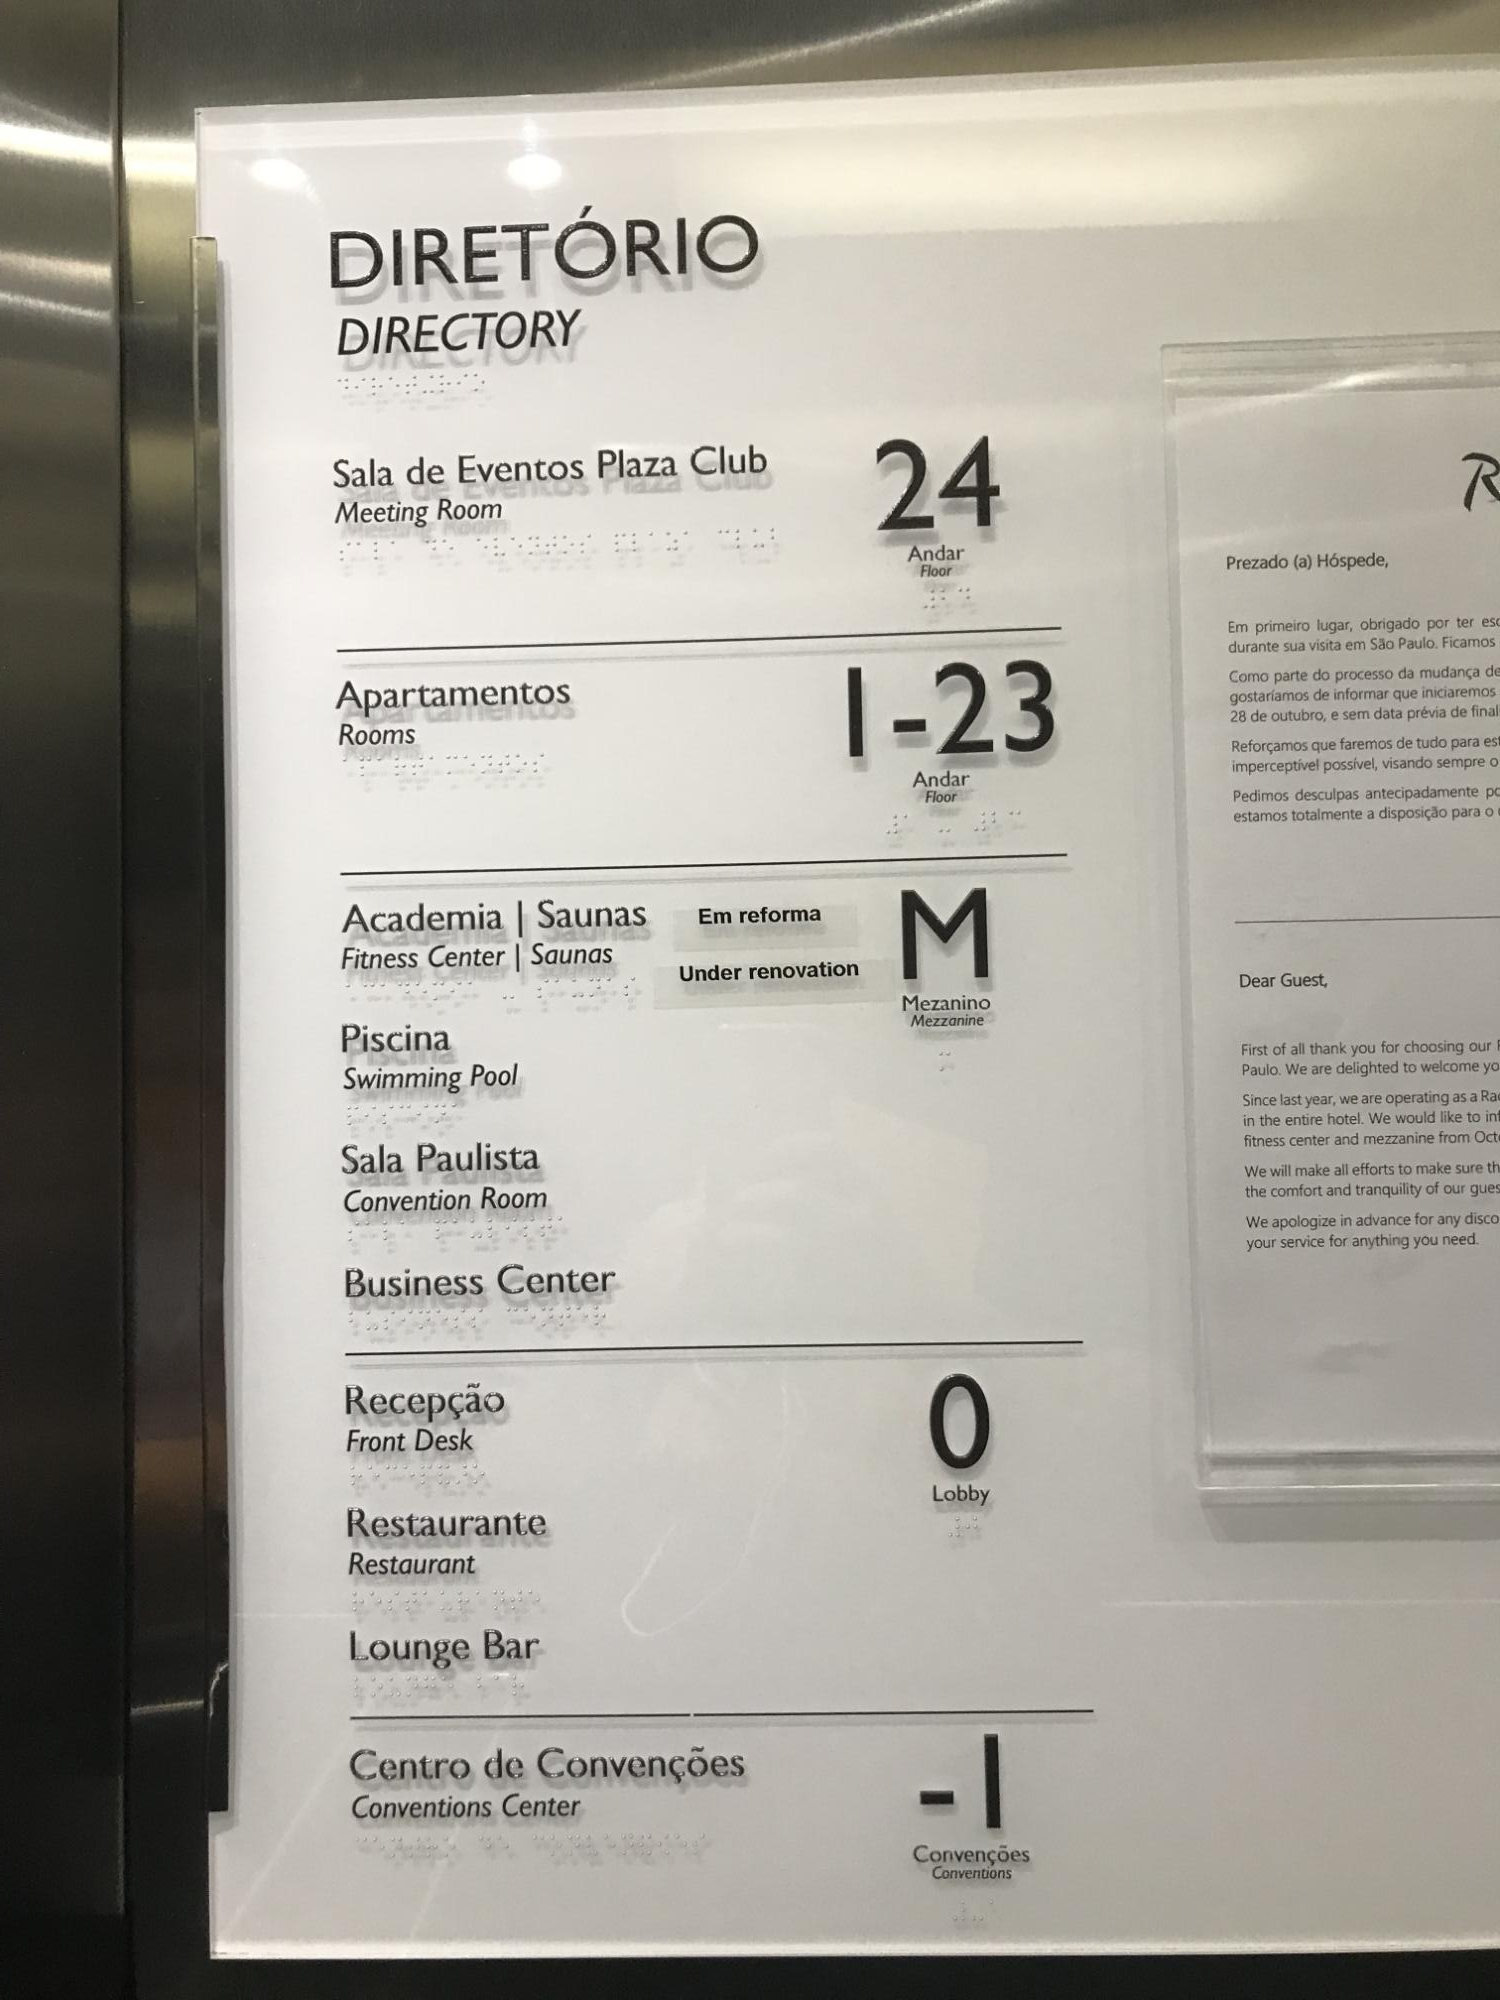 DIRETÓRIO
DIRECTORY
Sala de Eventos Plaza Club
Meeting Room
24
Andar
Floor
Apartamentos
Rooms
1-23
Andar
Floor
Academia | Saunas
Fitness Center | Saunas
Em reforma
Under renovation
M
Mezanino
Mezzanine
Piscina
Swimming Pool
Sala Paulista
Convention Room
Business Center
Recepção
Front Desk
0
Lobby
Restaurante
Restaurant
Lounge Bar
Centro de Convenções
Conventions Center
-1
Convenções
Conventions
R
Prezado (a) Hóspede,
Em primeiro lugar, obrigado por ter
durante sua visita em São Paulo. Ficamos
Como parte do processo da mudança de
gostaríamos de informar que iniciaremos
28 de outubro, e sem data prévia de
Reforçamos que faremos de tudo para
imperceptível possível, visando sempre o
Pedimos desculpas antecipadamente
estamos totalmente a disposição para o
Dear Guest,
First of all thank you for choosing our
Paulo. We are delighted to welcome
Since last year, we are operating as a
in the entire hotel. We would like to
fitness center and mezzanine from
We will make all efforts to make sure
the comfort and tranquility of our
We apologize in advance for any
your service for anything you need.